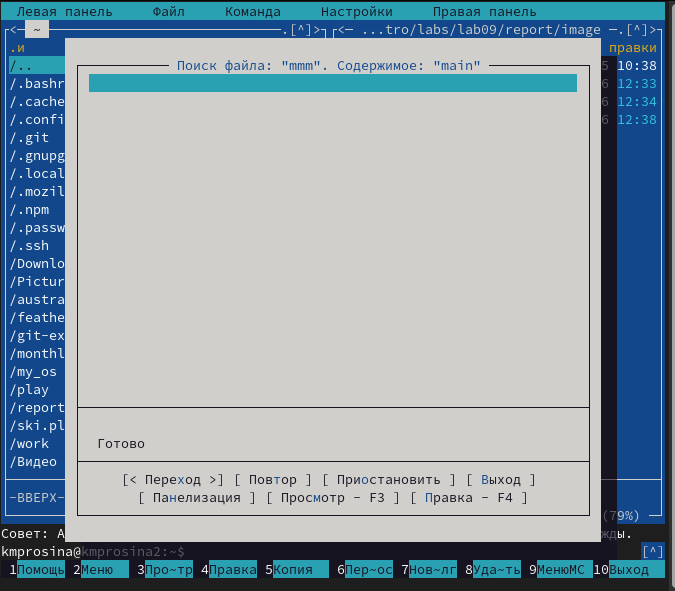 Левая панель Файл Команда Настройки Правая панель
<─ ~ .[^]> <─ ...tro/labs/lab09/report/image ─.[^]>
.и правки
/.. 5 10:38
/.bashr 6 12:33
/.cache 6 12:34
/.confi 6 12:38
/.git
/.gnupg
/.local
/.mozil
/.npm
/.passw
/.ssh
/Downlo
/Pictur
/austra
/feathe
/git-ex
/monthl
/my_os
/play
/report
/ski.pl
/work
/Видео
Поиск файла: "mmm". Содержимое: "main"
Готово
[< Переход >] [ Повтор ] [ Приостановить ] [ Выход ]
[ Панелизация ] [ Просмотр - F3 ] [ Правка - F4 ]
-ВВЕРХ- (79%)
Совет: А жды.
kmprosina@kmprosina2:~$ [^]
1Помощь 2Меню 3Про~тр 4Правка 5Копия 6Пер~ос 7Нов~лг 8Уда~ть 9МенюMC 10Выход